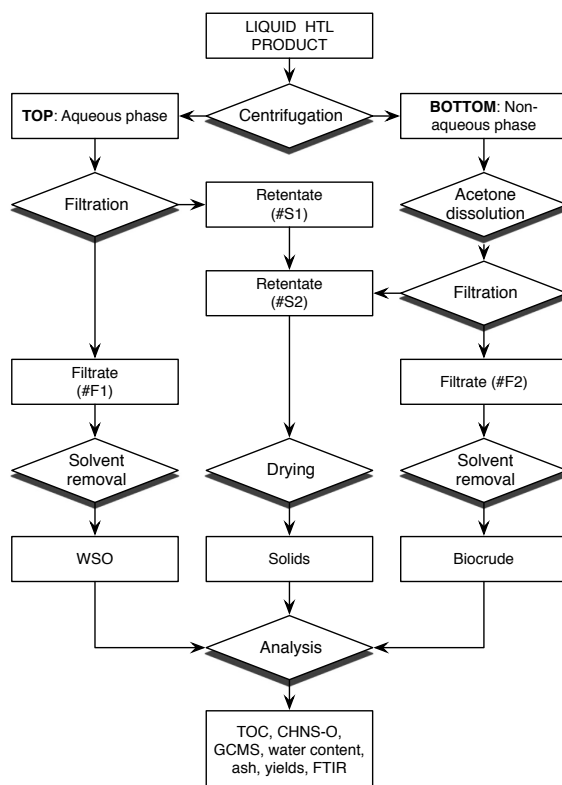 LIQUID HTL
PRODUCT
TOP: Aqueous phase
Centrifugation
BOTTOM: Non-
aqueous phase
Filtration
Retentate
(#S1)
Acetone
dissolution
Retentate
(#S2)
Filtration
Filtrate
(#F1)
Filtrate (#F2)
Solvent
removal
Drying
Solvent
removal
WSO
Solids
Biocrude
Analysis
TOC, CHNS-O,
GCMS, water content,
ash, yields, FTIR